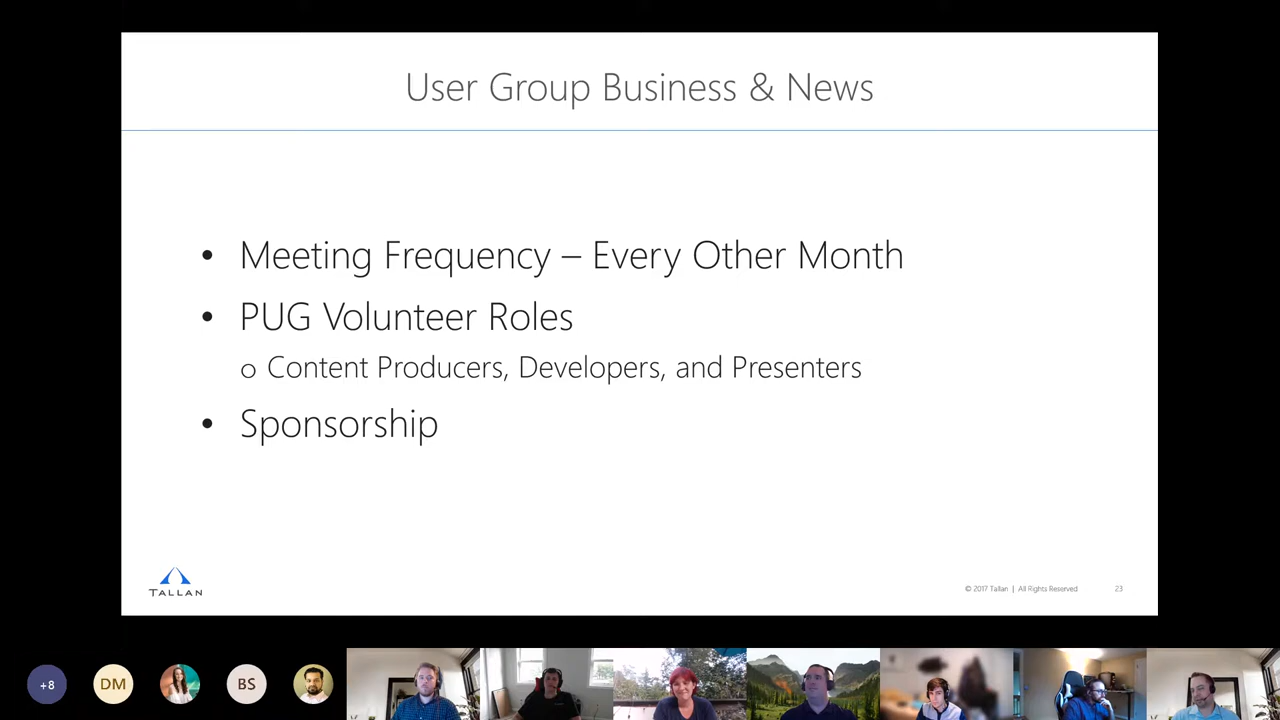 User Group Business & News
• Meeting Frequency – Every Other Month
• PUG Volunteer Roles
o Content Producers, Developers, and Presenters
• Sponsorship
TALLAN
© 2017 Tallan | All Rights Reserved 23
+8 DM BS